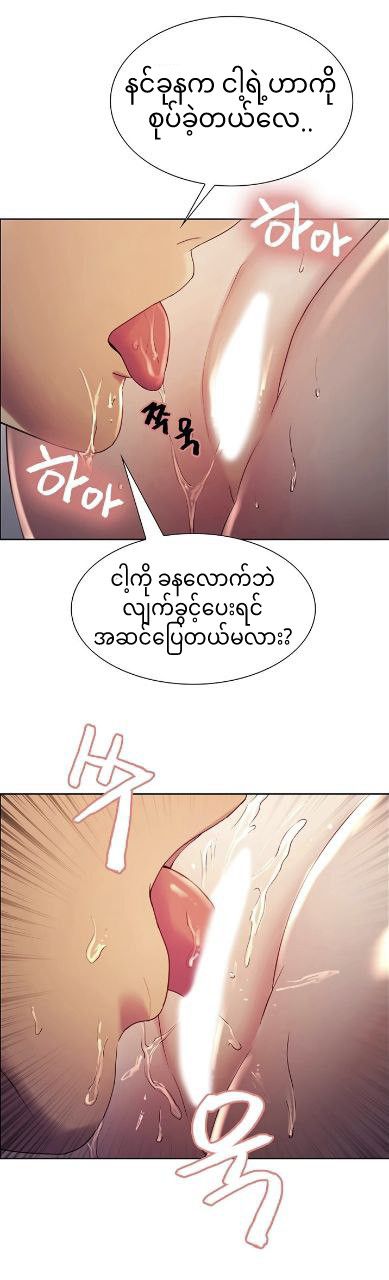 နင်ခုနက ငါ့ရဲ့ဟာကို
စုပ်ခဲ့တယ်လေ..
하아
쯔윽
하아
ငါ့ကို ခနလောက်ဘဲ
လျက်ခွင့်ပေးရင်
အဆင်ပြေတယ်မလား?